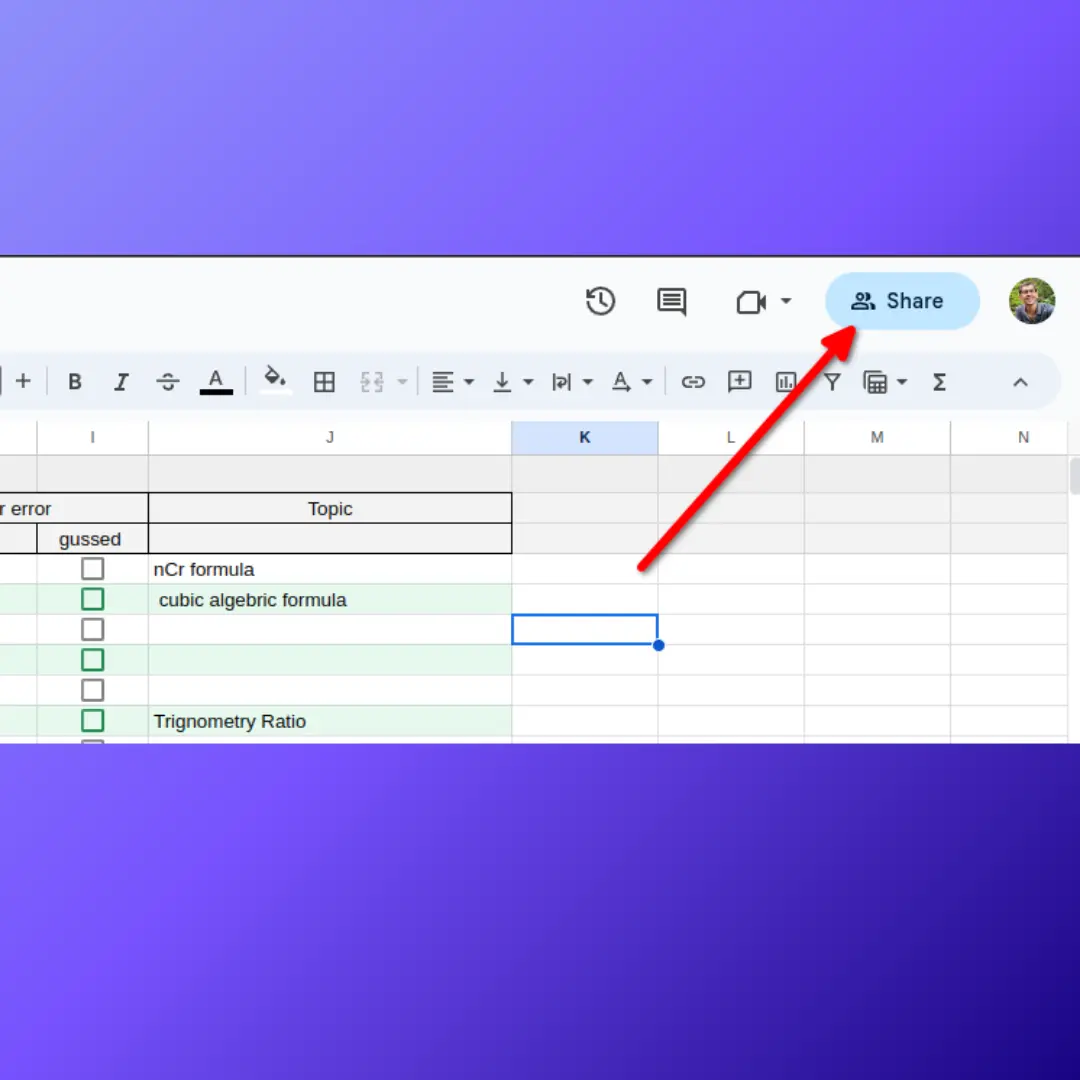 Share
B I S A A Σ
I J K L M N
r error Topic
gussed
nCr formula
cubic algebric formula
Trignometry Ratio